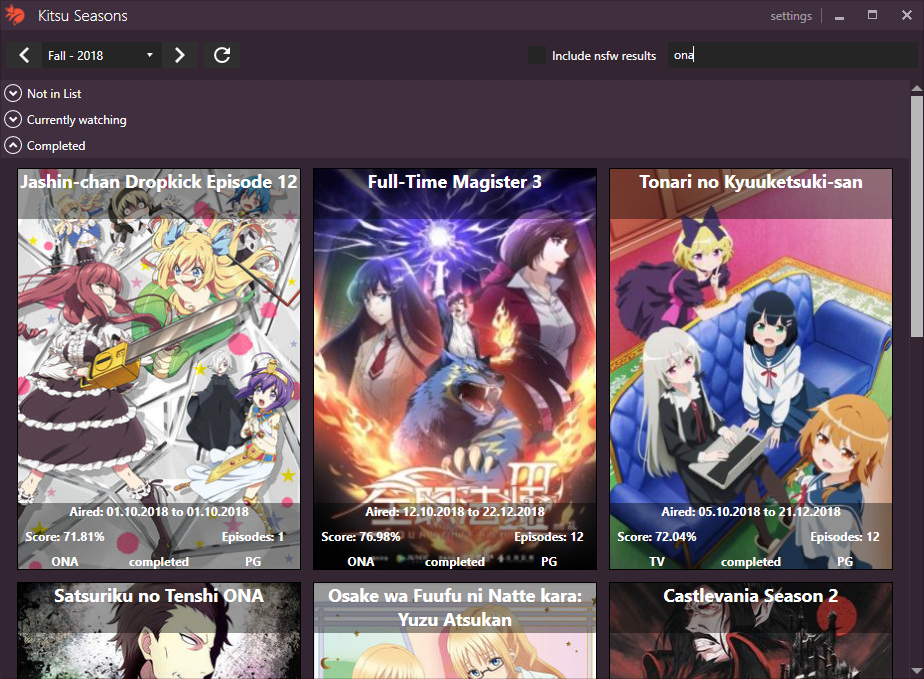 Kitsu Seasons
settings
Fall - 2018
Include nsfw results
ona
Not in List
Currently watching
Completed
Jashin-chan Dropkick Episode 12
Full-Time Magister 3
Tonari no Kyuuketsuki-san
Aired: 01.10.2018 to 01.10.2018
Score: 71.81%
Episodes: 1
ONA
completed
PG
Aired: 12.10.2018 to 22.12.2018
Score: 76.98%
Episodes: 12
ONA
completed
PG
Aired: 05.10.2018 to 21.12.2018
Score: 72.04%
Episodes: 12
TV
completed
PG
Satsuriku no Tenshi ONA
Osake wa Fuufu ni Natte kara:
Yuzu Atsukan
Castlevania Season 2